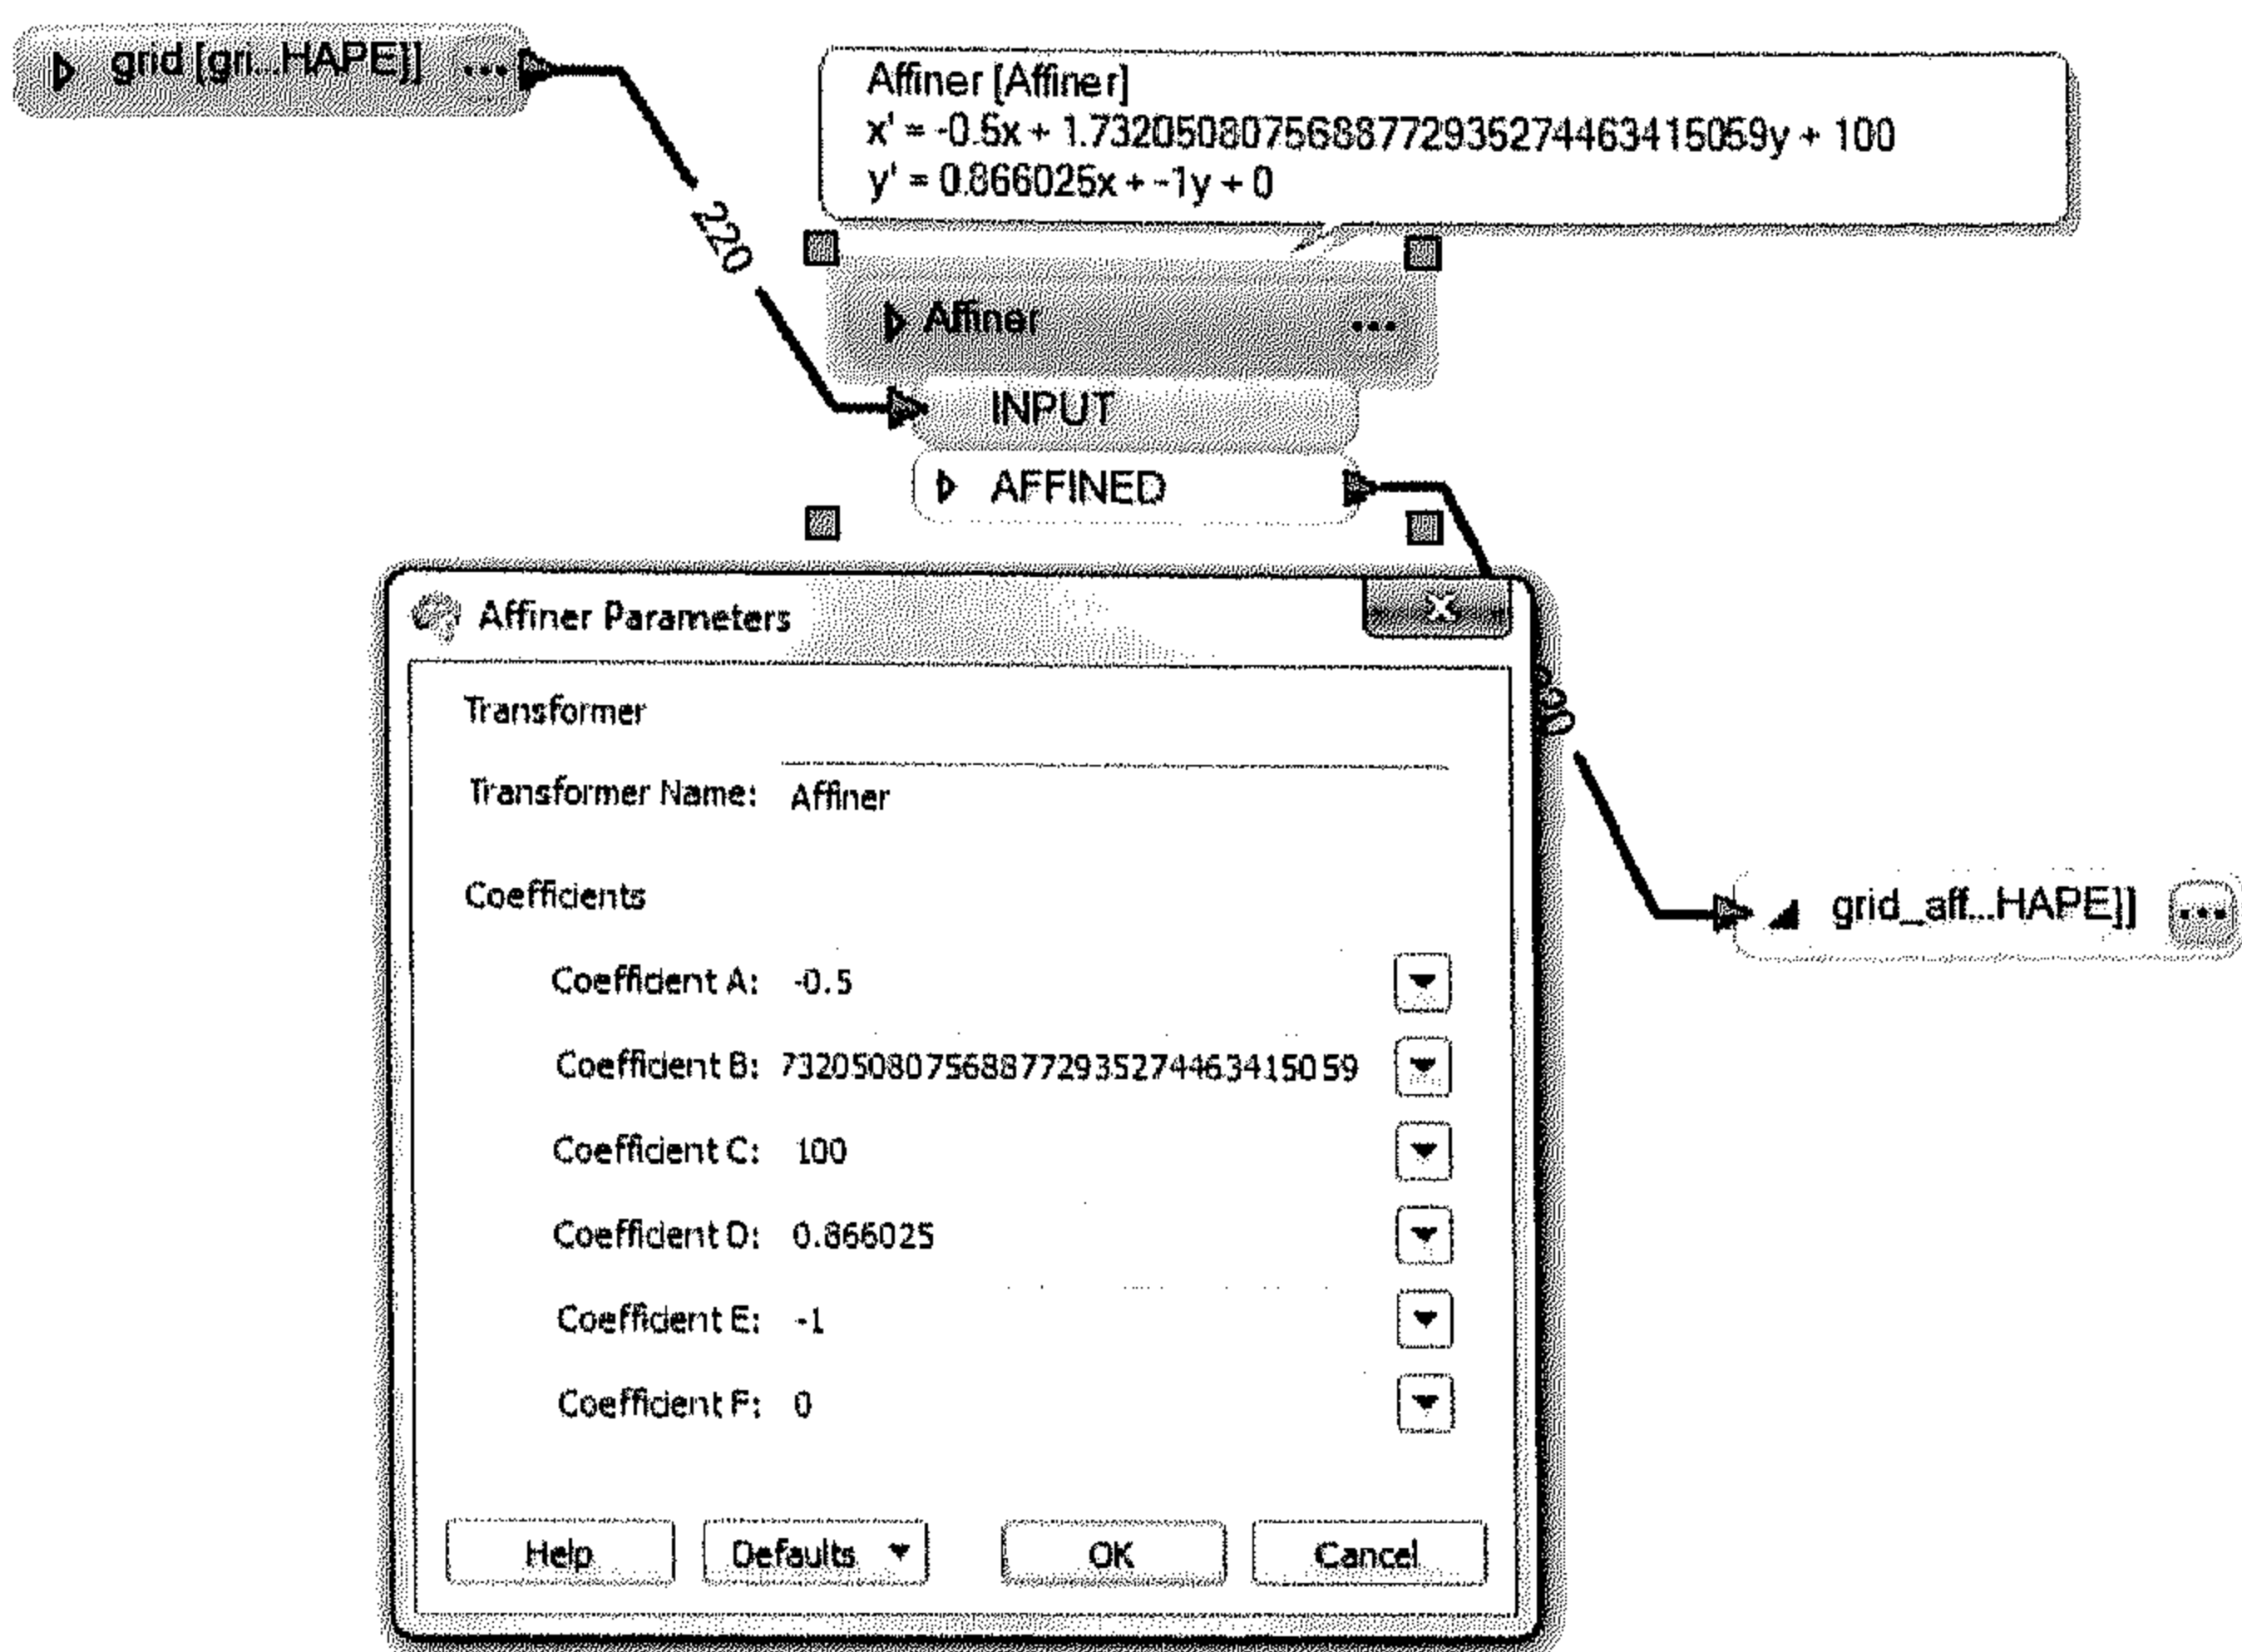 grid [gri...HAPE]] ...
Affiner [Affiner]
x' = -0.5x + 1.7320508075688772935274463415059y + 100
y' = 0.866025x + -1y + 0
220
Affiner ...
INPUT
AFFINED
Affiner Parameters
Transformer
Transformer Name: Affiner
Coefficients
Coefficient A: -0.5
Coefficient B: 7320508075688772935274463415059
Coefficient C: 100
Coefficient D: 0.866025
Coefficient E: -1
Coefficient F: 0
grid_aff...HAPE]] ...
Help Defaults OK Cancel